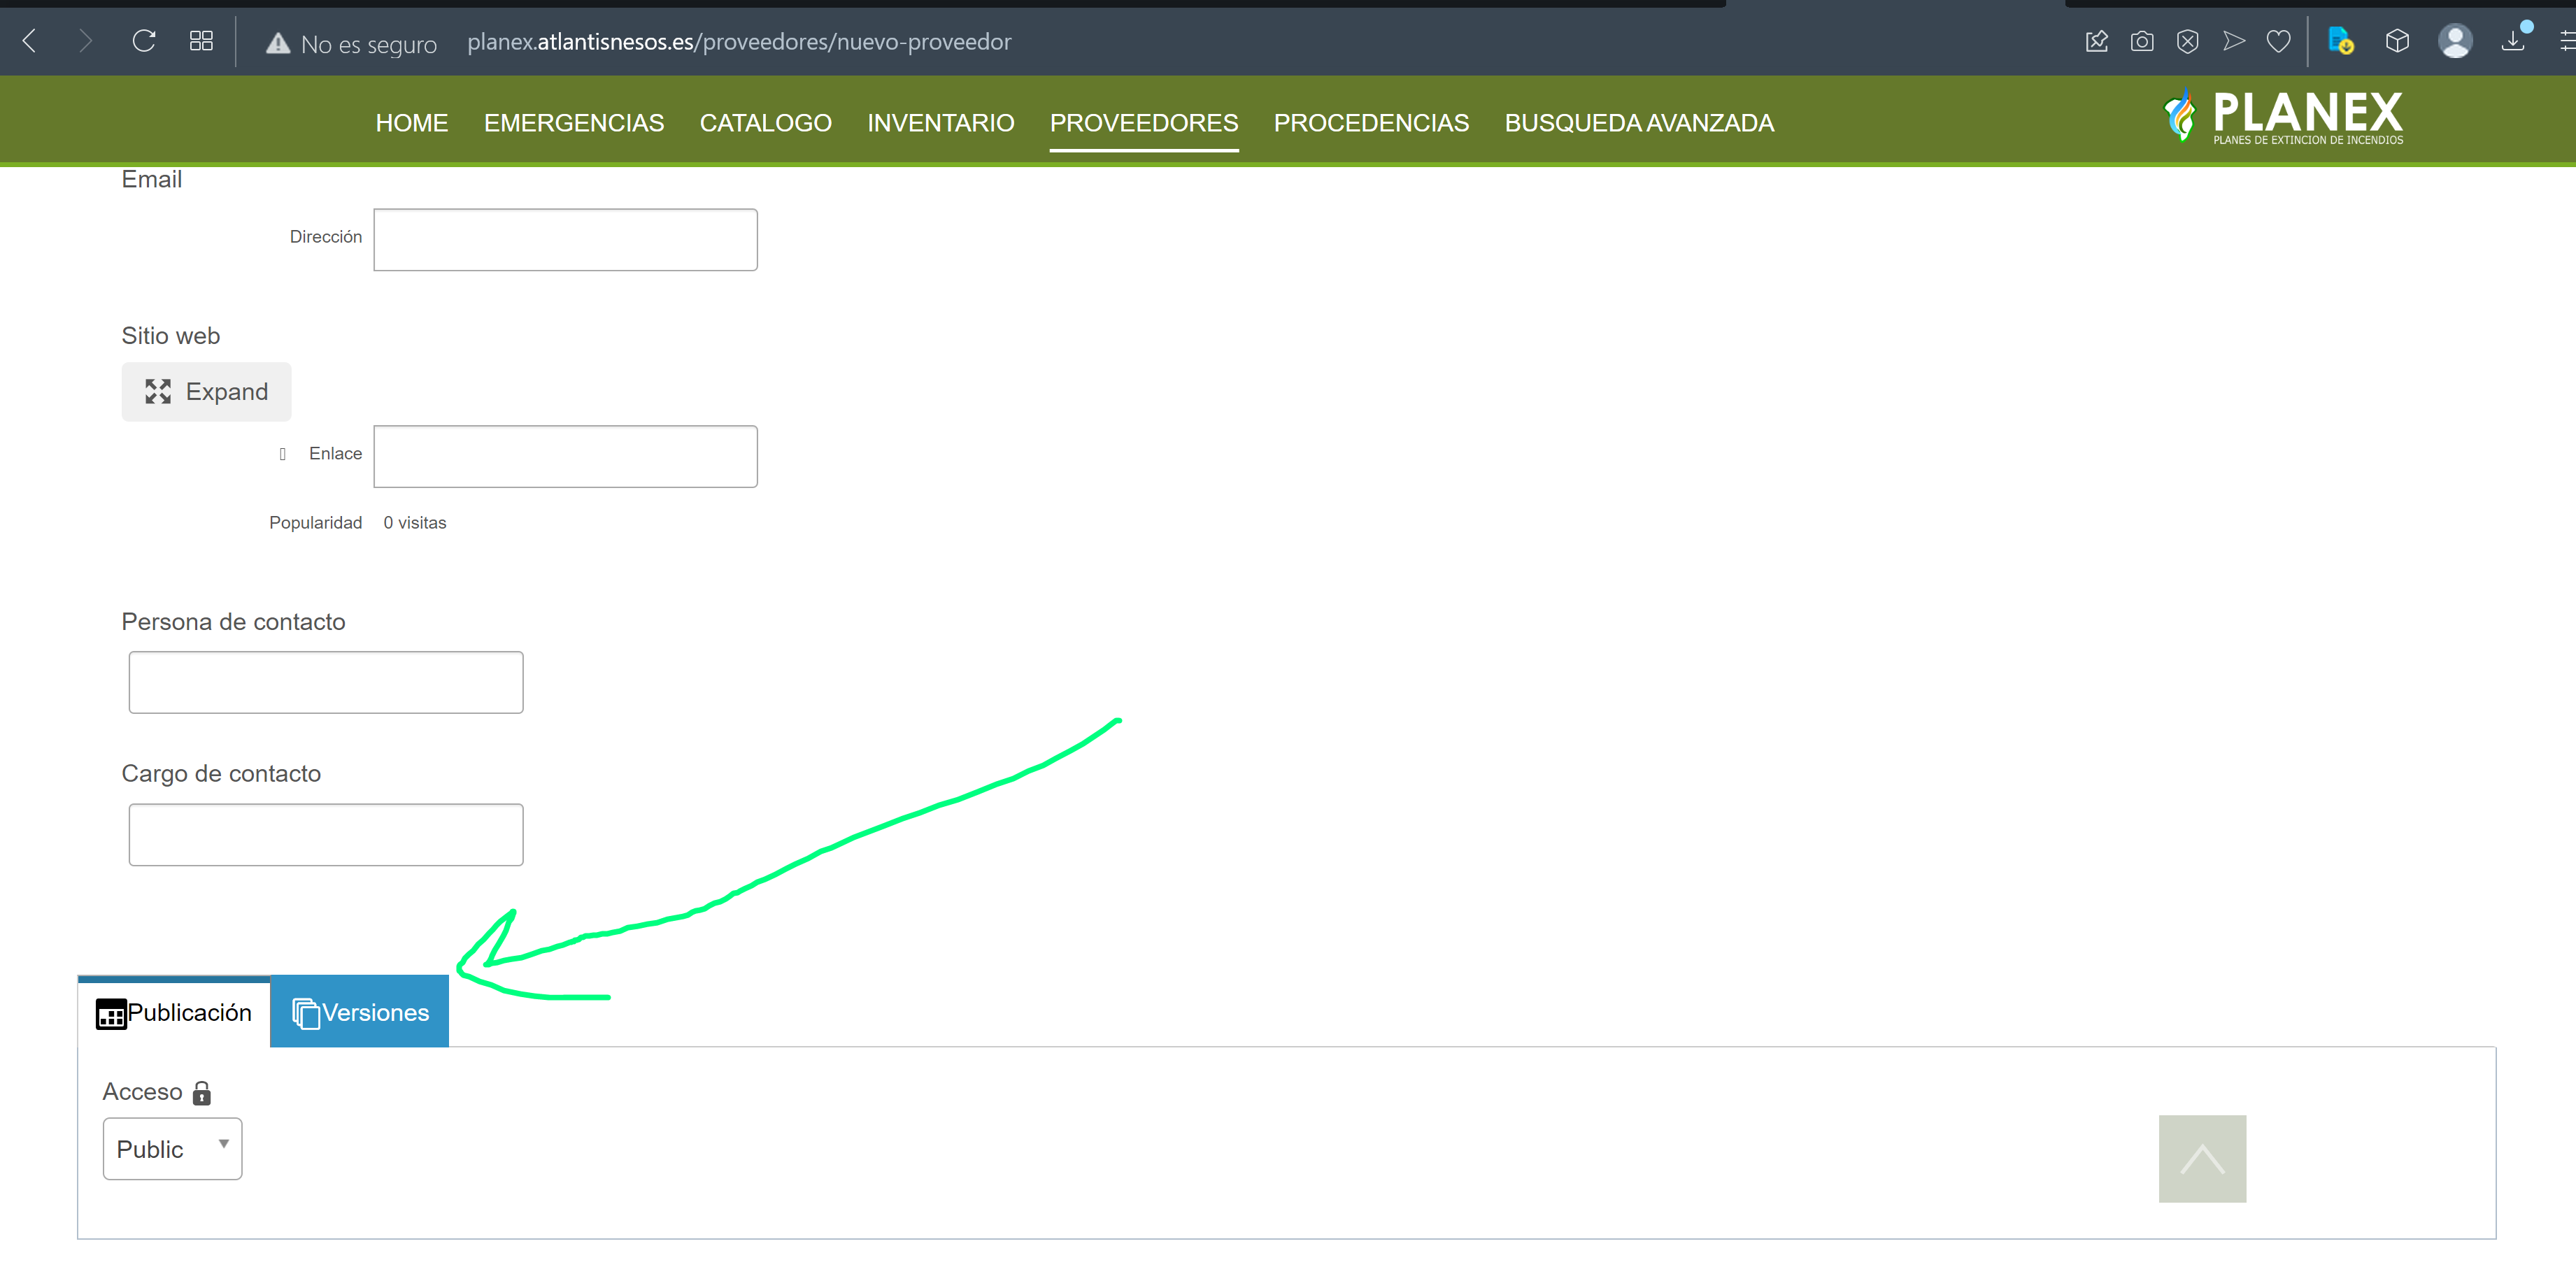 No es seguro planex.atlantisnesos.es/proveedores/nuevo-proveedor
HOME EMERGENCIAS CATALOGO INVENTARIO PROVEEDORES PROCEDENCIAS BUSQUEDA AVANZADA
PLANEX
PLANES DE EXTINCION DE INCENDIOS
Email
Dirección
Sitio web
Expand
Enlace
Popularidad 0 visitas
Persona de contacto
Cargo de contacto
Publicación Versiones
Acceso
Public